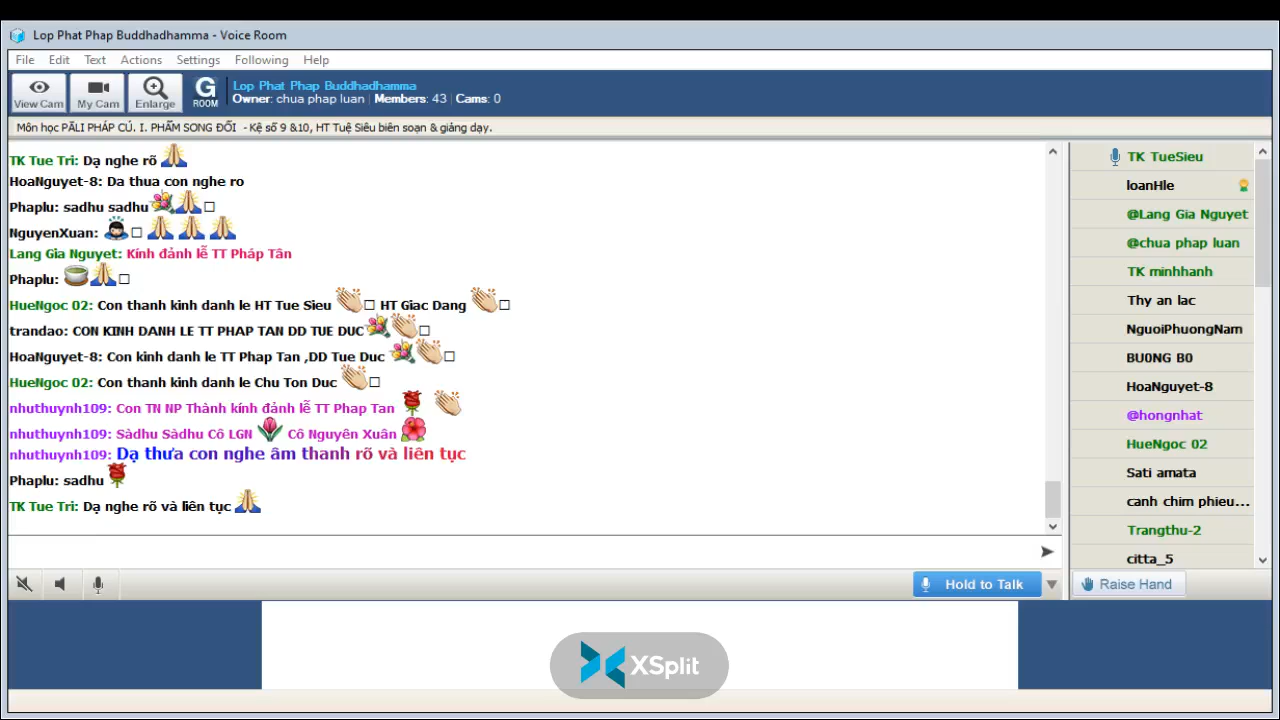 Lop Phat Phap Buddhadhamma - Voice Room
File Edit Text Actions Settings Following Help
View Cam My Cam Enlarge G ROOM
Lop Phat Phap Buddhadhamma
Owner: chua phap luan | Members: 43 | Cams: 0
Môn học PÃLI PHÁP CÚ. I. PHẨM SONG ĐỐI - Kệ số 9 &10, HT Tuệ Siêu biên soạn & giảng dạy.
TK Tue Tri: Dạ nghe rõ
HoaNguyet-8: Da thua con nghe ro
Phaplu: sadhu sadhu
NguyenXuan:
Lang Gia Nguyet: Kính đảnh lễ TT Pháp Tân
Phaplu:
HueNgoc 02: Con thanh kinh danh le HT Tue Sieu HT Giac Dang
trandao: CON KINH DANH LE TT PHAP TAN DD TUE DUC
HoaNguyet-8: Con kinh danh le TT Phap Tan ,DD Tue Duc
HueNgoc 02: Con thanh kinh danh le Chu Ton Duc
nhuthuynh109: Con TN NP Thành kính đảnh lễ TT Phap Tan
nhuthuynh109: Sàdhu Sàdhu Cô LGN Cô Nguyên Xuân
nhuthuynh109: Dạ thưa con nghe âm thanh rõ và liên tục
Phaplu: sadhu
TK Tue Tri: Dạ nghe rõ và liên tục
TK TueSieu
loanHle
@Lang Gia Nguyet
@chua phap luan
TK minhhanh
Thy an lac
NguoiPhuongNam
BU0NG B0
HoaNguyet-8
@hongnhat
HueNgoc 02
Sati amata
canh chim phieu...
Trangthu-2
citta_5
Hold to Talk
Raise Hand
XSplit